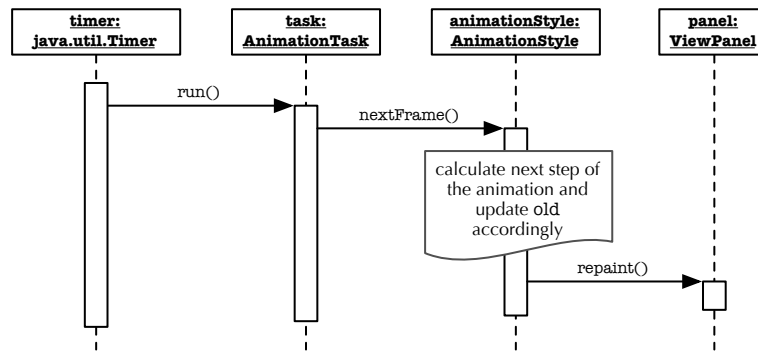 timer:
java.util.Timer
task:
AnimationTask
animationStyle:
AnimationStyle
panel:
ViewPanel
run()
nextFrame()
calculate next step of
the animation and
update old
accordingly
repaint()